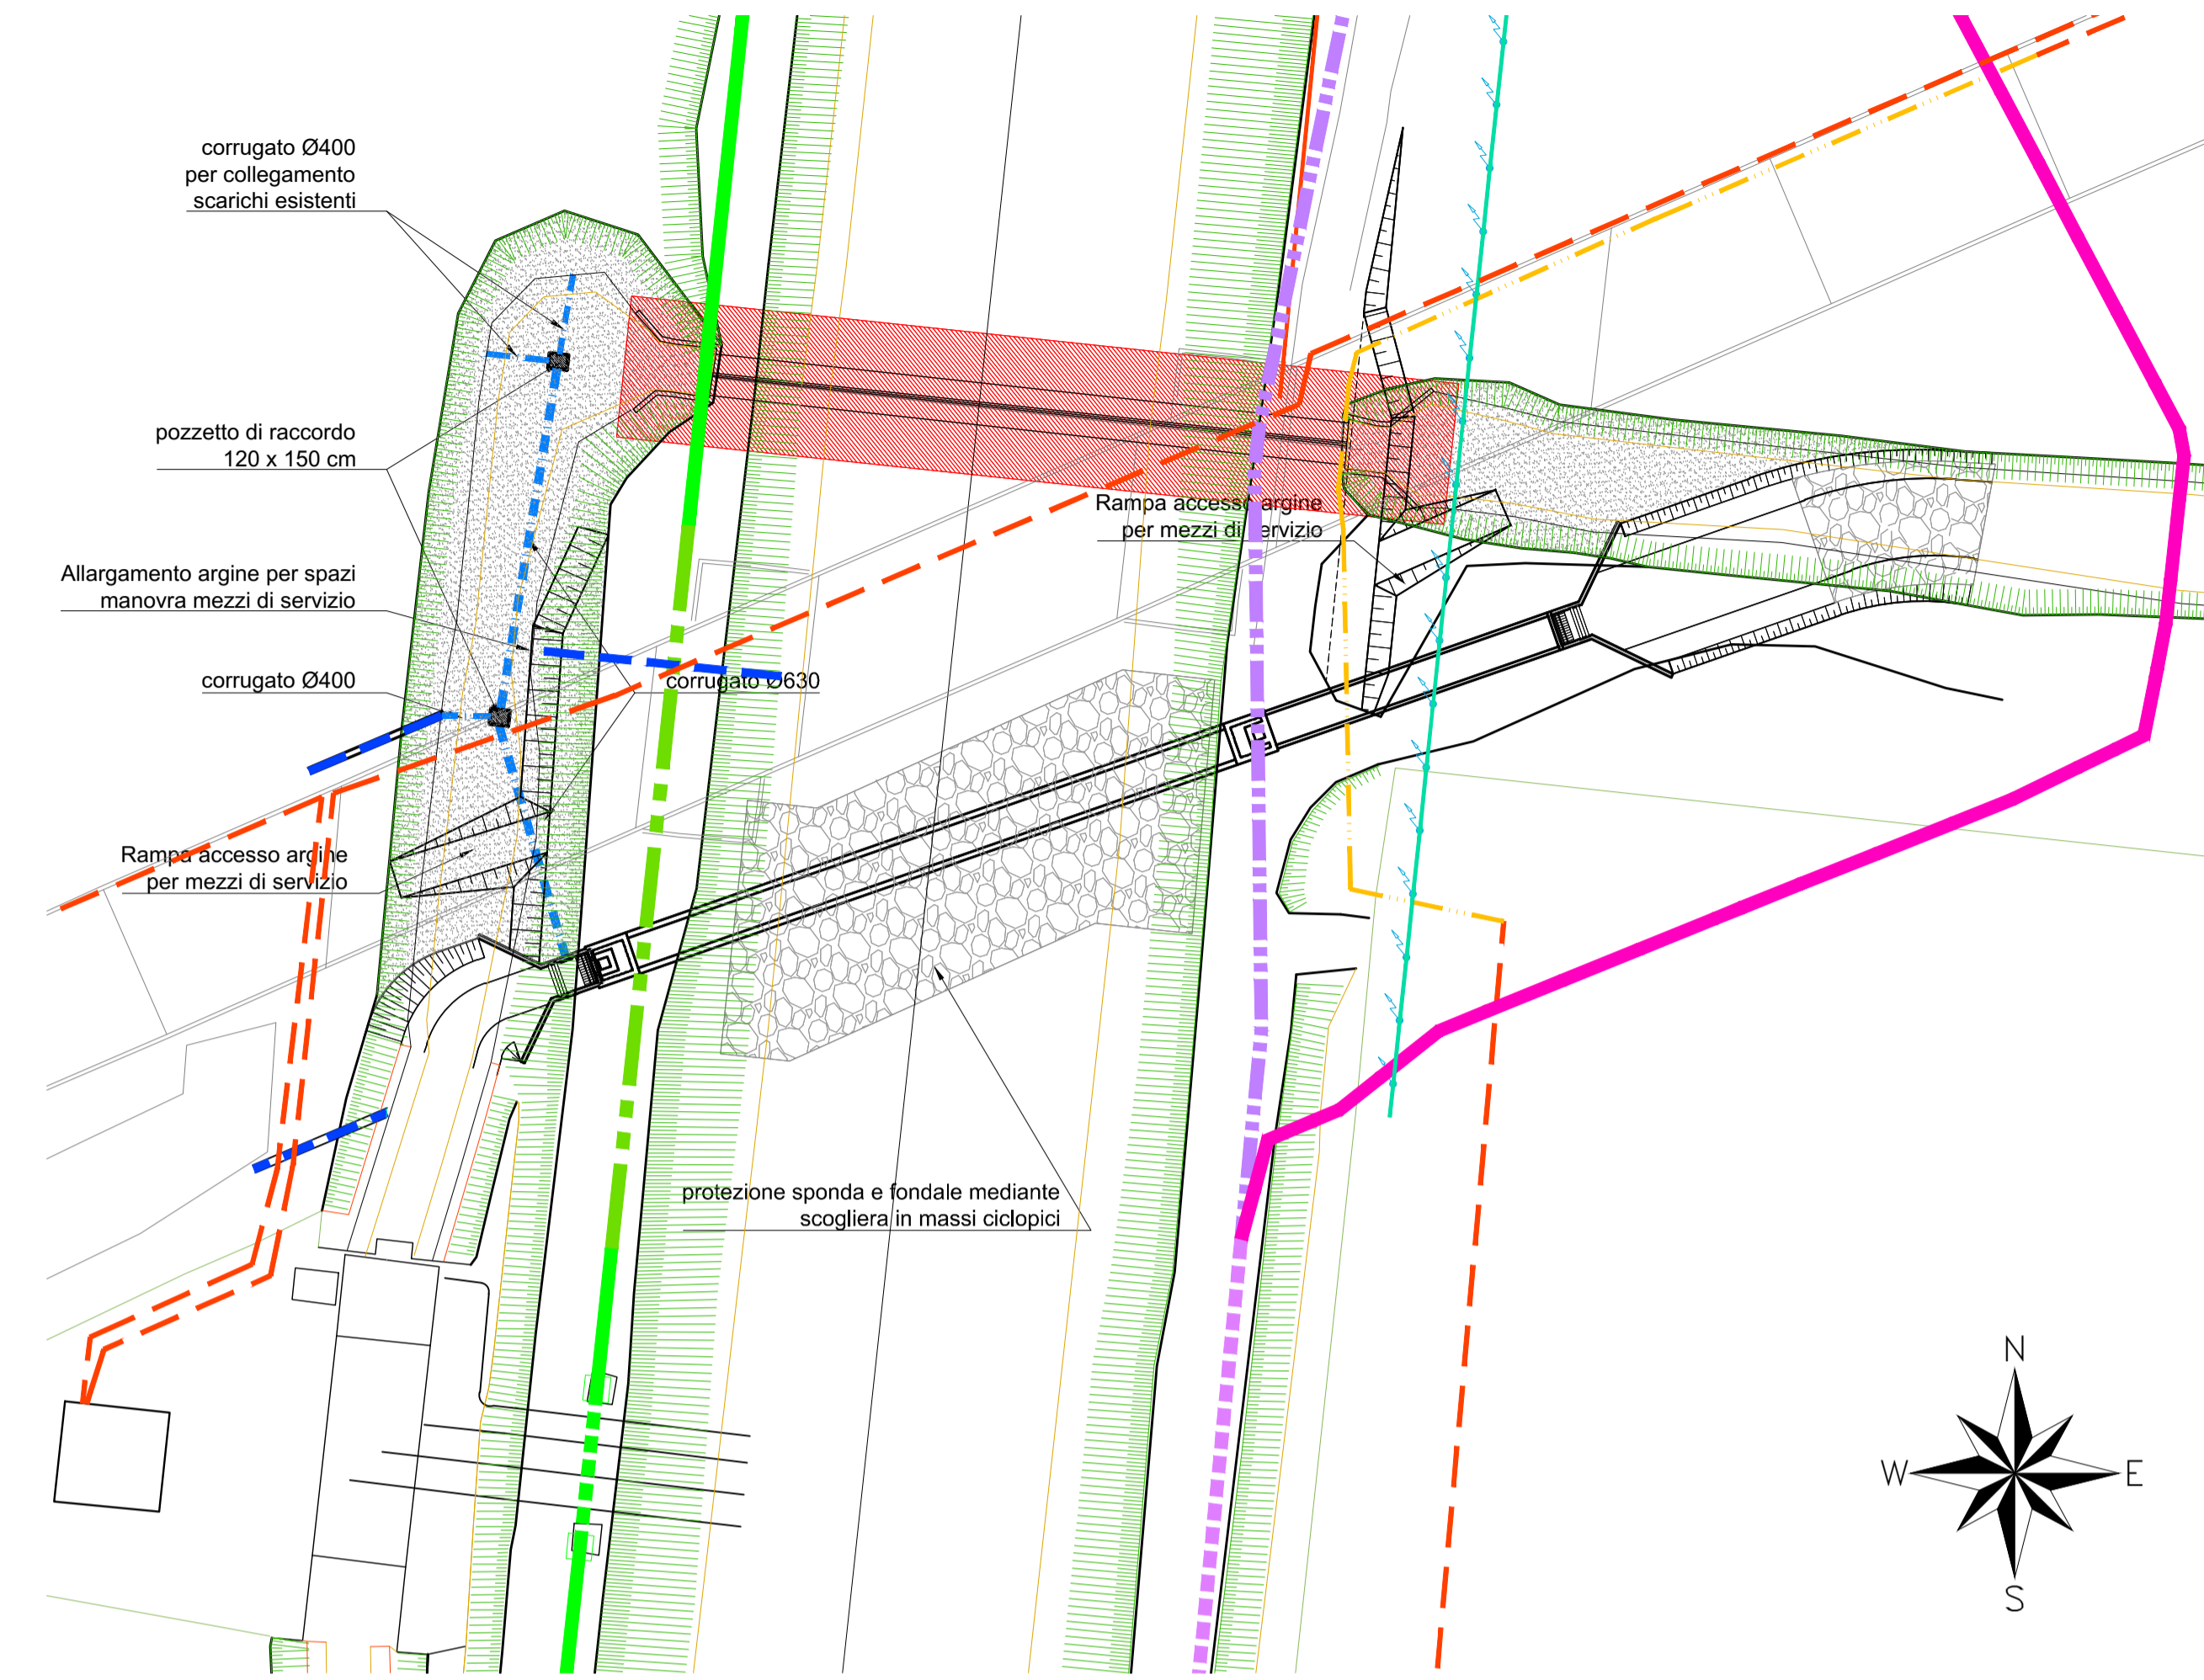 corrugato Ø400
per collegamento
scarichi esistenti
pozzetto di raccordo
120 x 150 cm
Rampa accesso argine
per mezzi di servizio
Allargamento argine per spazi
manovra mezzi di servizio
corrugato Ø400
corrugato Ø630
Rampa accesso argine
per mezzi di servizio
protezione sponda e fondale mediante
scogliera in massi ciclopici
N
W
E
S